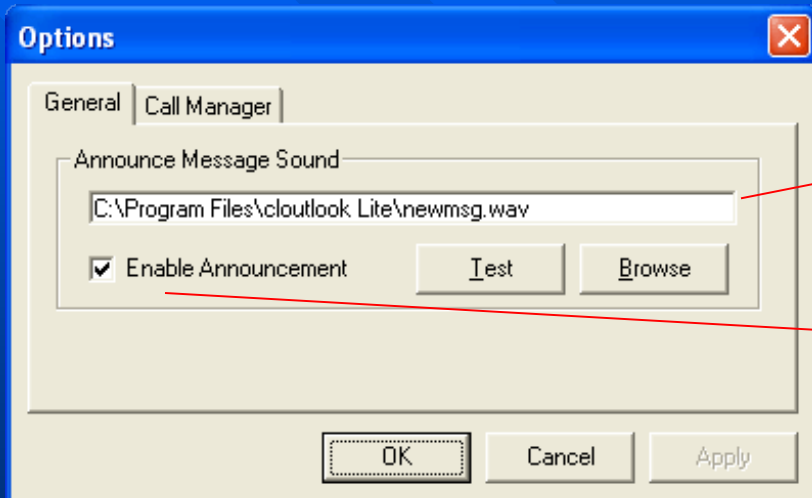 Options
General Call Manager
Announce Message Sound
C:\Program Files\cloutlook Lite\newmsg.wav
Enable Announcement Test Browse
OK Cancel Apply